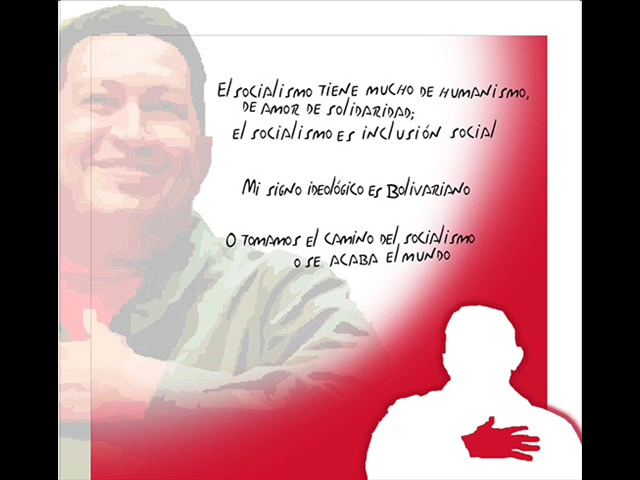 El socialismo tiene mucho de humanismo,
de amor de solidaridad;
el socialismo es inclusión social
Mi signo ideológico es Bolivariano
O tomamos el camino del socialismo
o se acaba el mundo